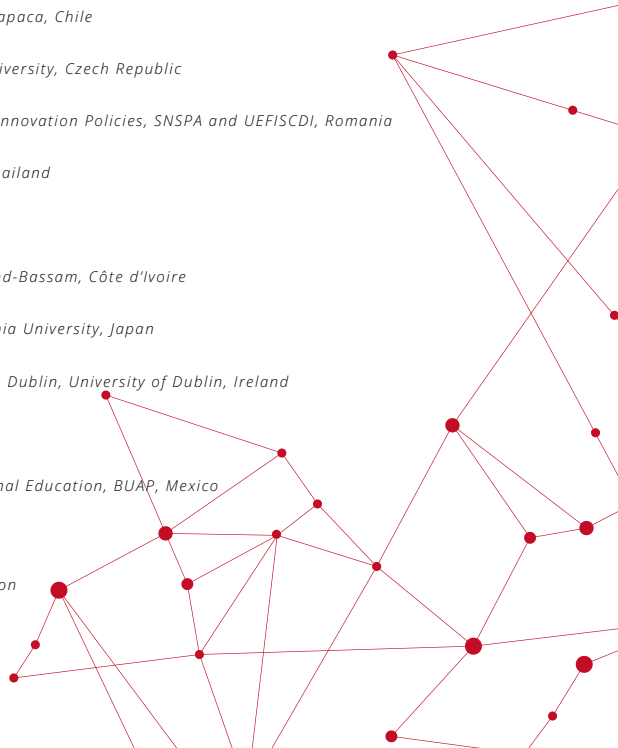 apaca, Chile
iversity, Czech Republic
nnovation Policies, SNSPA and UEFISCDI, Romania
ailand
d-Bassam, Côte d'Ivoire
ia University, Japan
Dublin, University of Dublin, Ireland
nal Education, BUAP, Mexico
on